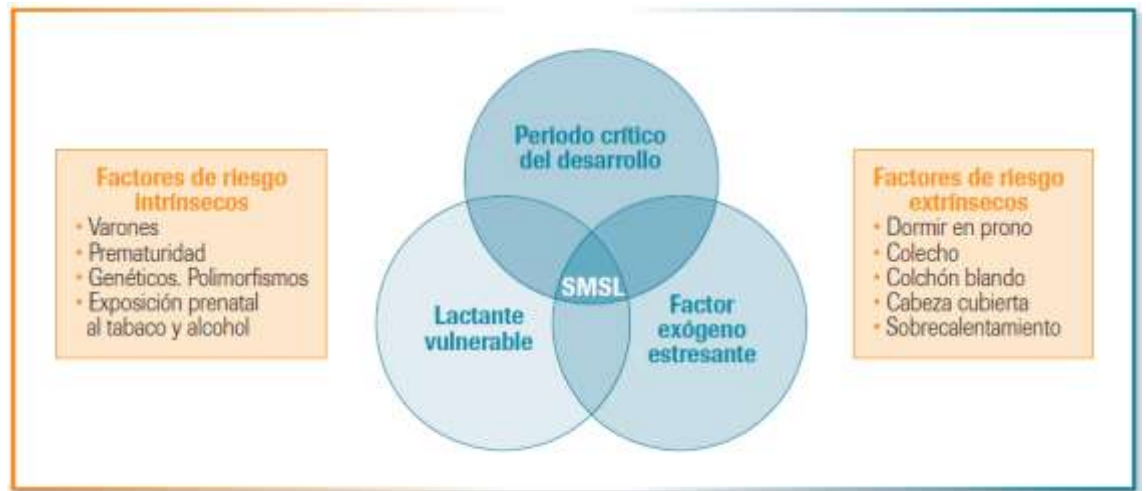 Periodo crítico
del desarrollo
Factores de riesgo
intrínsecos
• Varones
• Prematuridad
• Genéticos. Polimorfismos
• Exposición prenatal
al tabaco y alcohol
SMSL
Lactante
vulnerable
Factor
exógeno
estresante
Factores de riesgo
extrínsecos
• Dormir en prono
• Colecho
• Colchón blando
• Cabeza cubierta
• Sobrecalentamiento